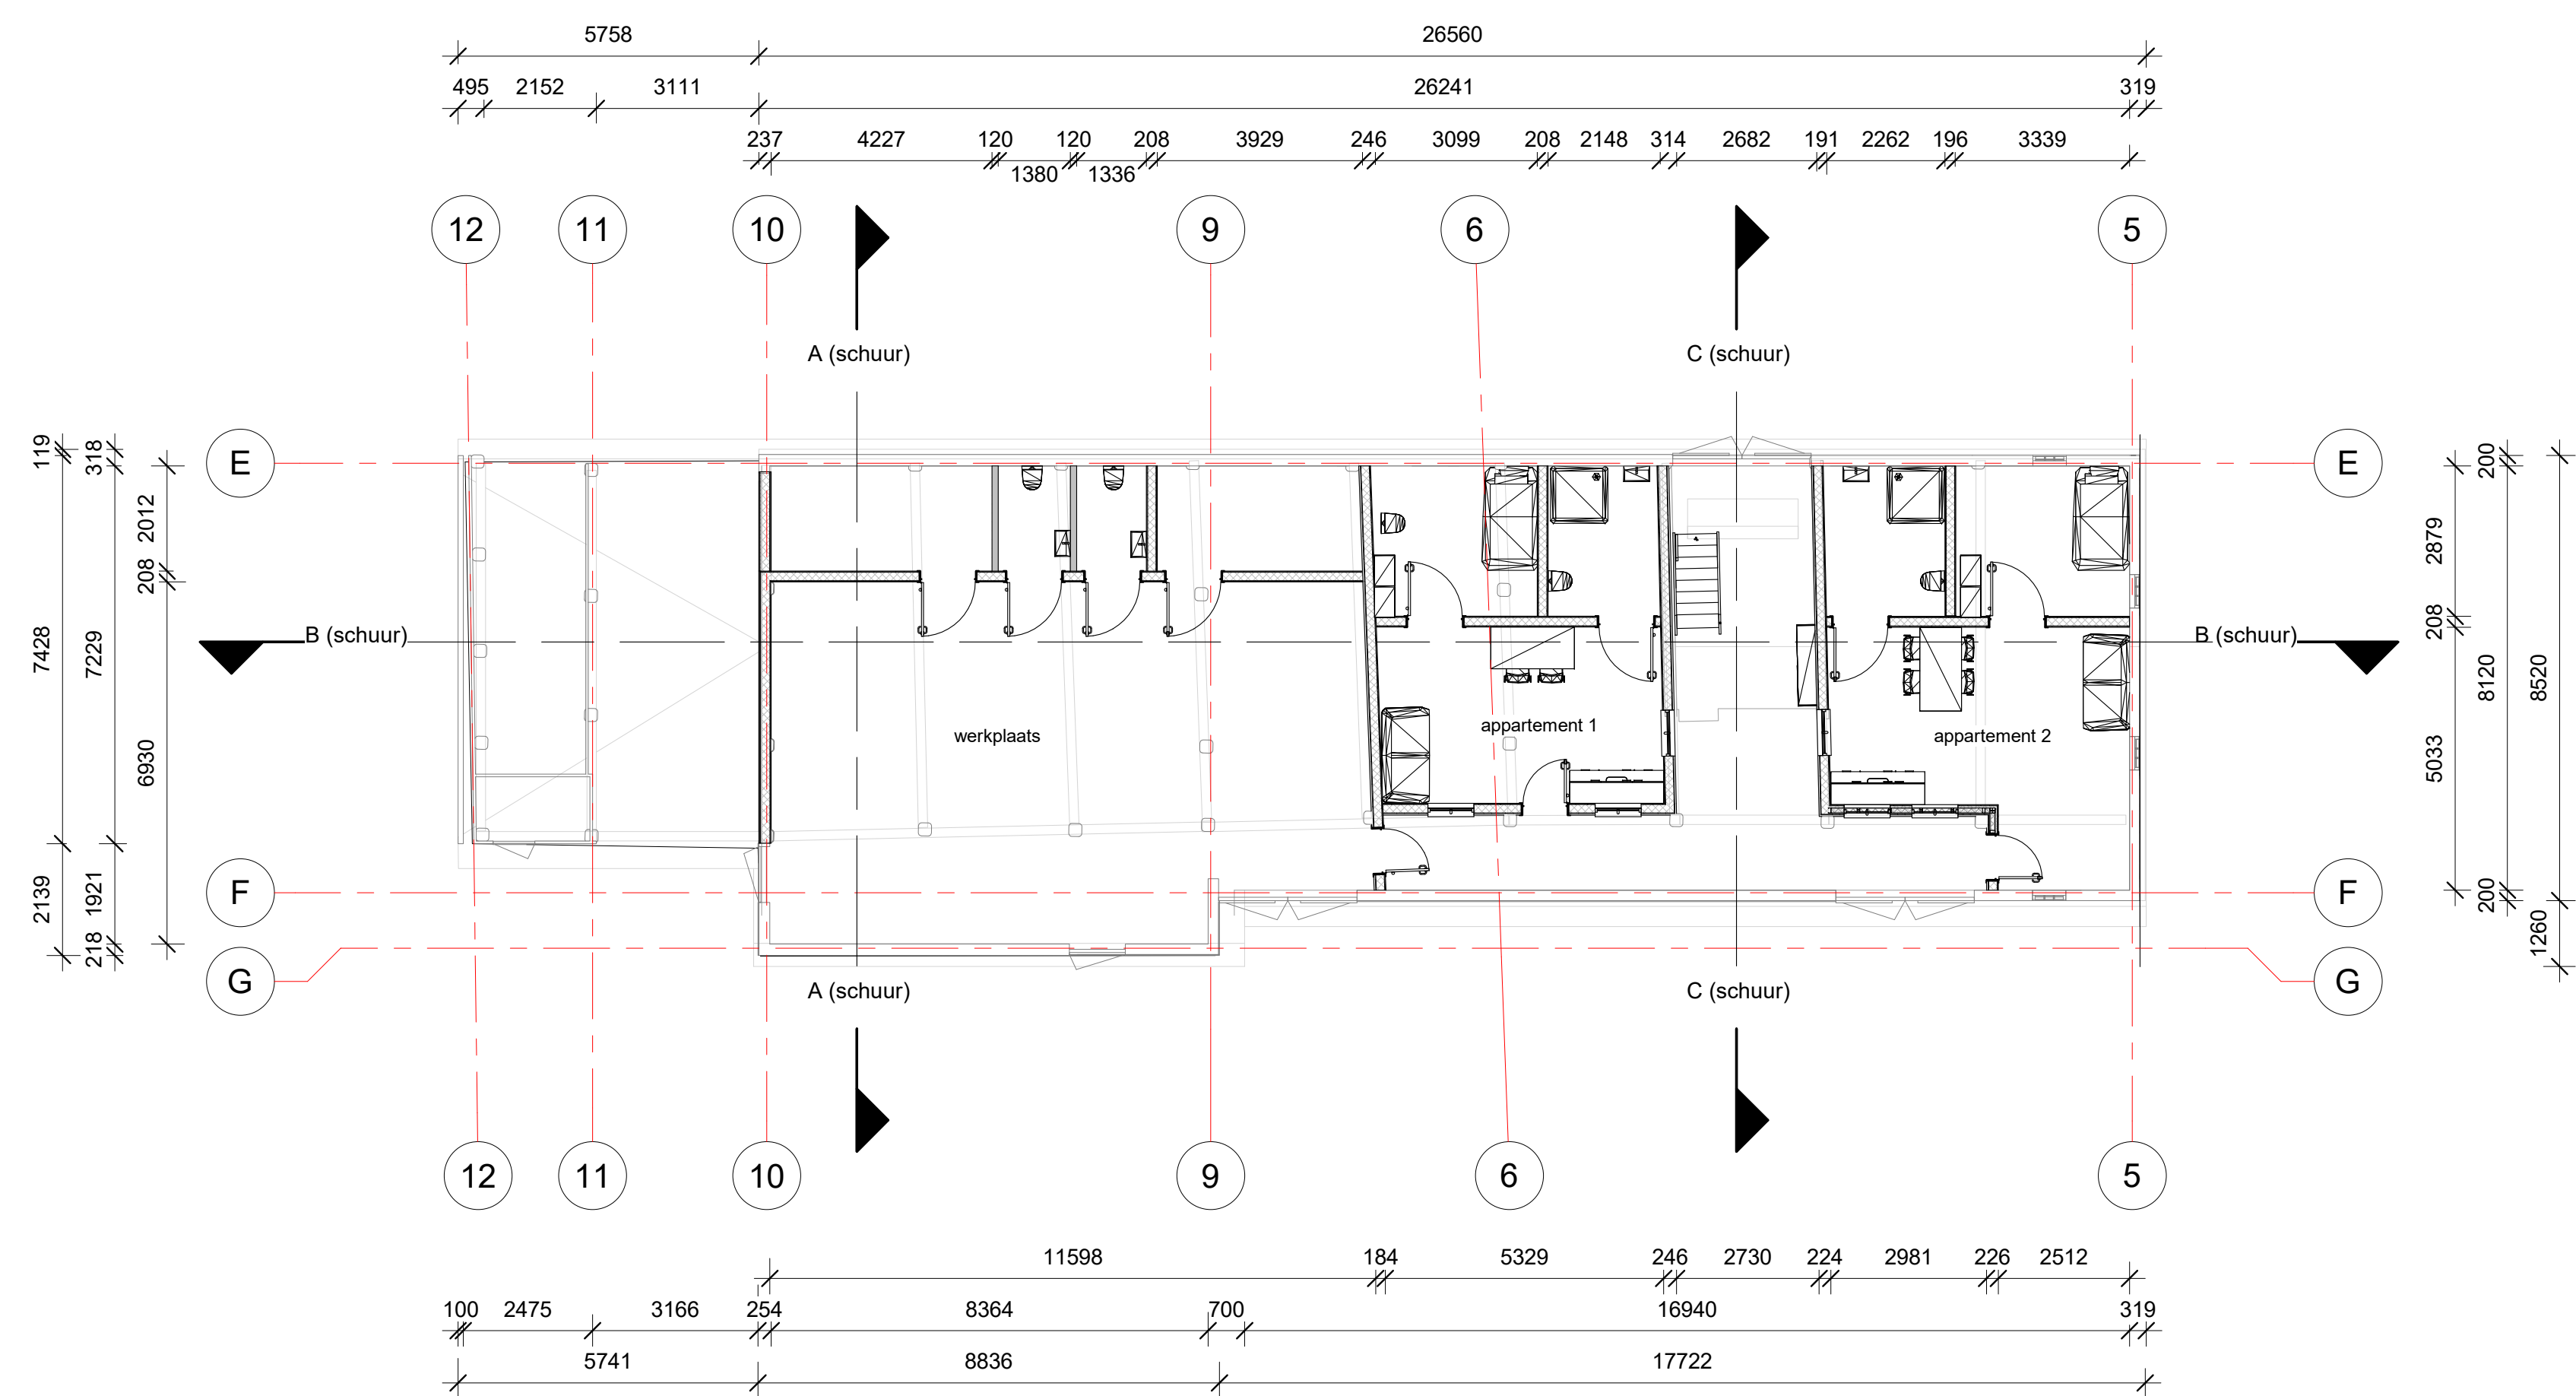 5758 26560
495 2152 3111 26241 319
237 4227 120 120 208 3929 246 3099 208 2148 314 2682 191 2262 196 3339
1380 1336
12 11 10 9 6 5
A (schuur) C (schuur)
E E
119 318 2012 208 7428 7229 6930
200 2879 208 8120 8520 5033
B (schuur) B (schuur)
werkplaats appartement 1 appartement 2
F F
2139 1921 218
200 1260
G G
A (schuur) C (schuur)
12 11 10 9 6 5
11598 184 5329 246 2730 224 2981 226 2512
100 2475 3166 254 8364 700 16940 319
5741 8836 17722